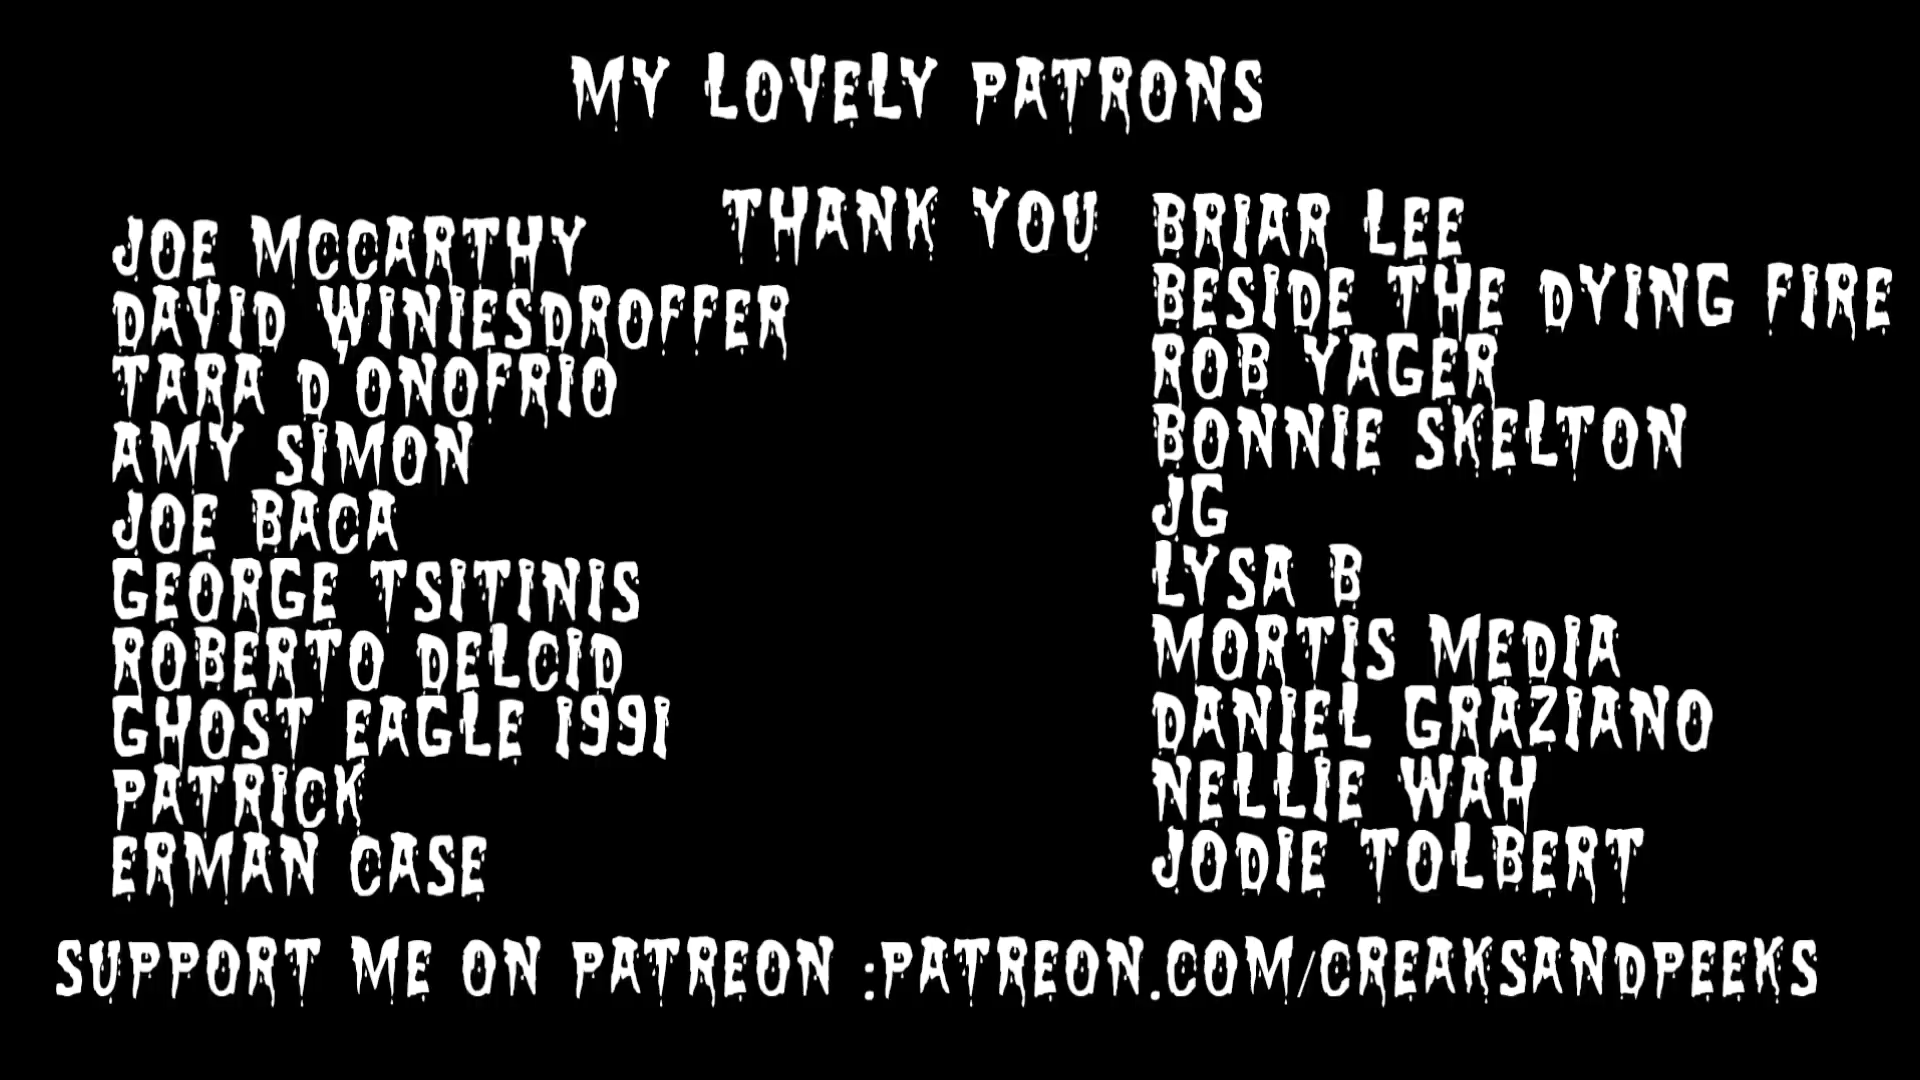 MY LOVELY PATRONS
THANK YOU
JOE MCCARTHY
DAVID WINIESDROFFER
TARA D'ONOFRIO
AMY SIMON
JOE BACA
GEORGE TSITINIS
ROBERTO DELCID
GHOST EAGLE 1991
PATRICK
ERMAN CASE
BRIAR LEE
BESIDE THE DYING FIRE
ROB YAGER
BONNIE SKELTON
JG
LYSA B
MORTIS MEDIA
DANIEL GRAZIANO
NELLIE WAH
JODIE TOLBERT
SUPPORT ME ON PATREON :PATREON.COM/CREAKSANDPEEKS